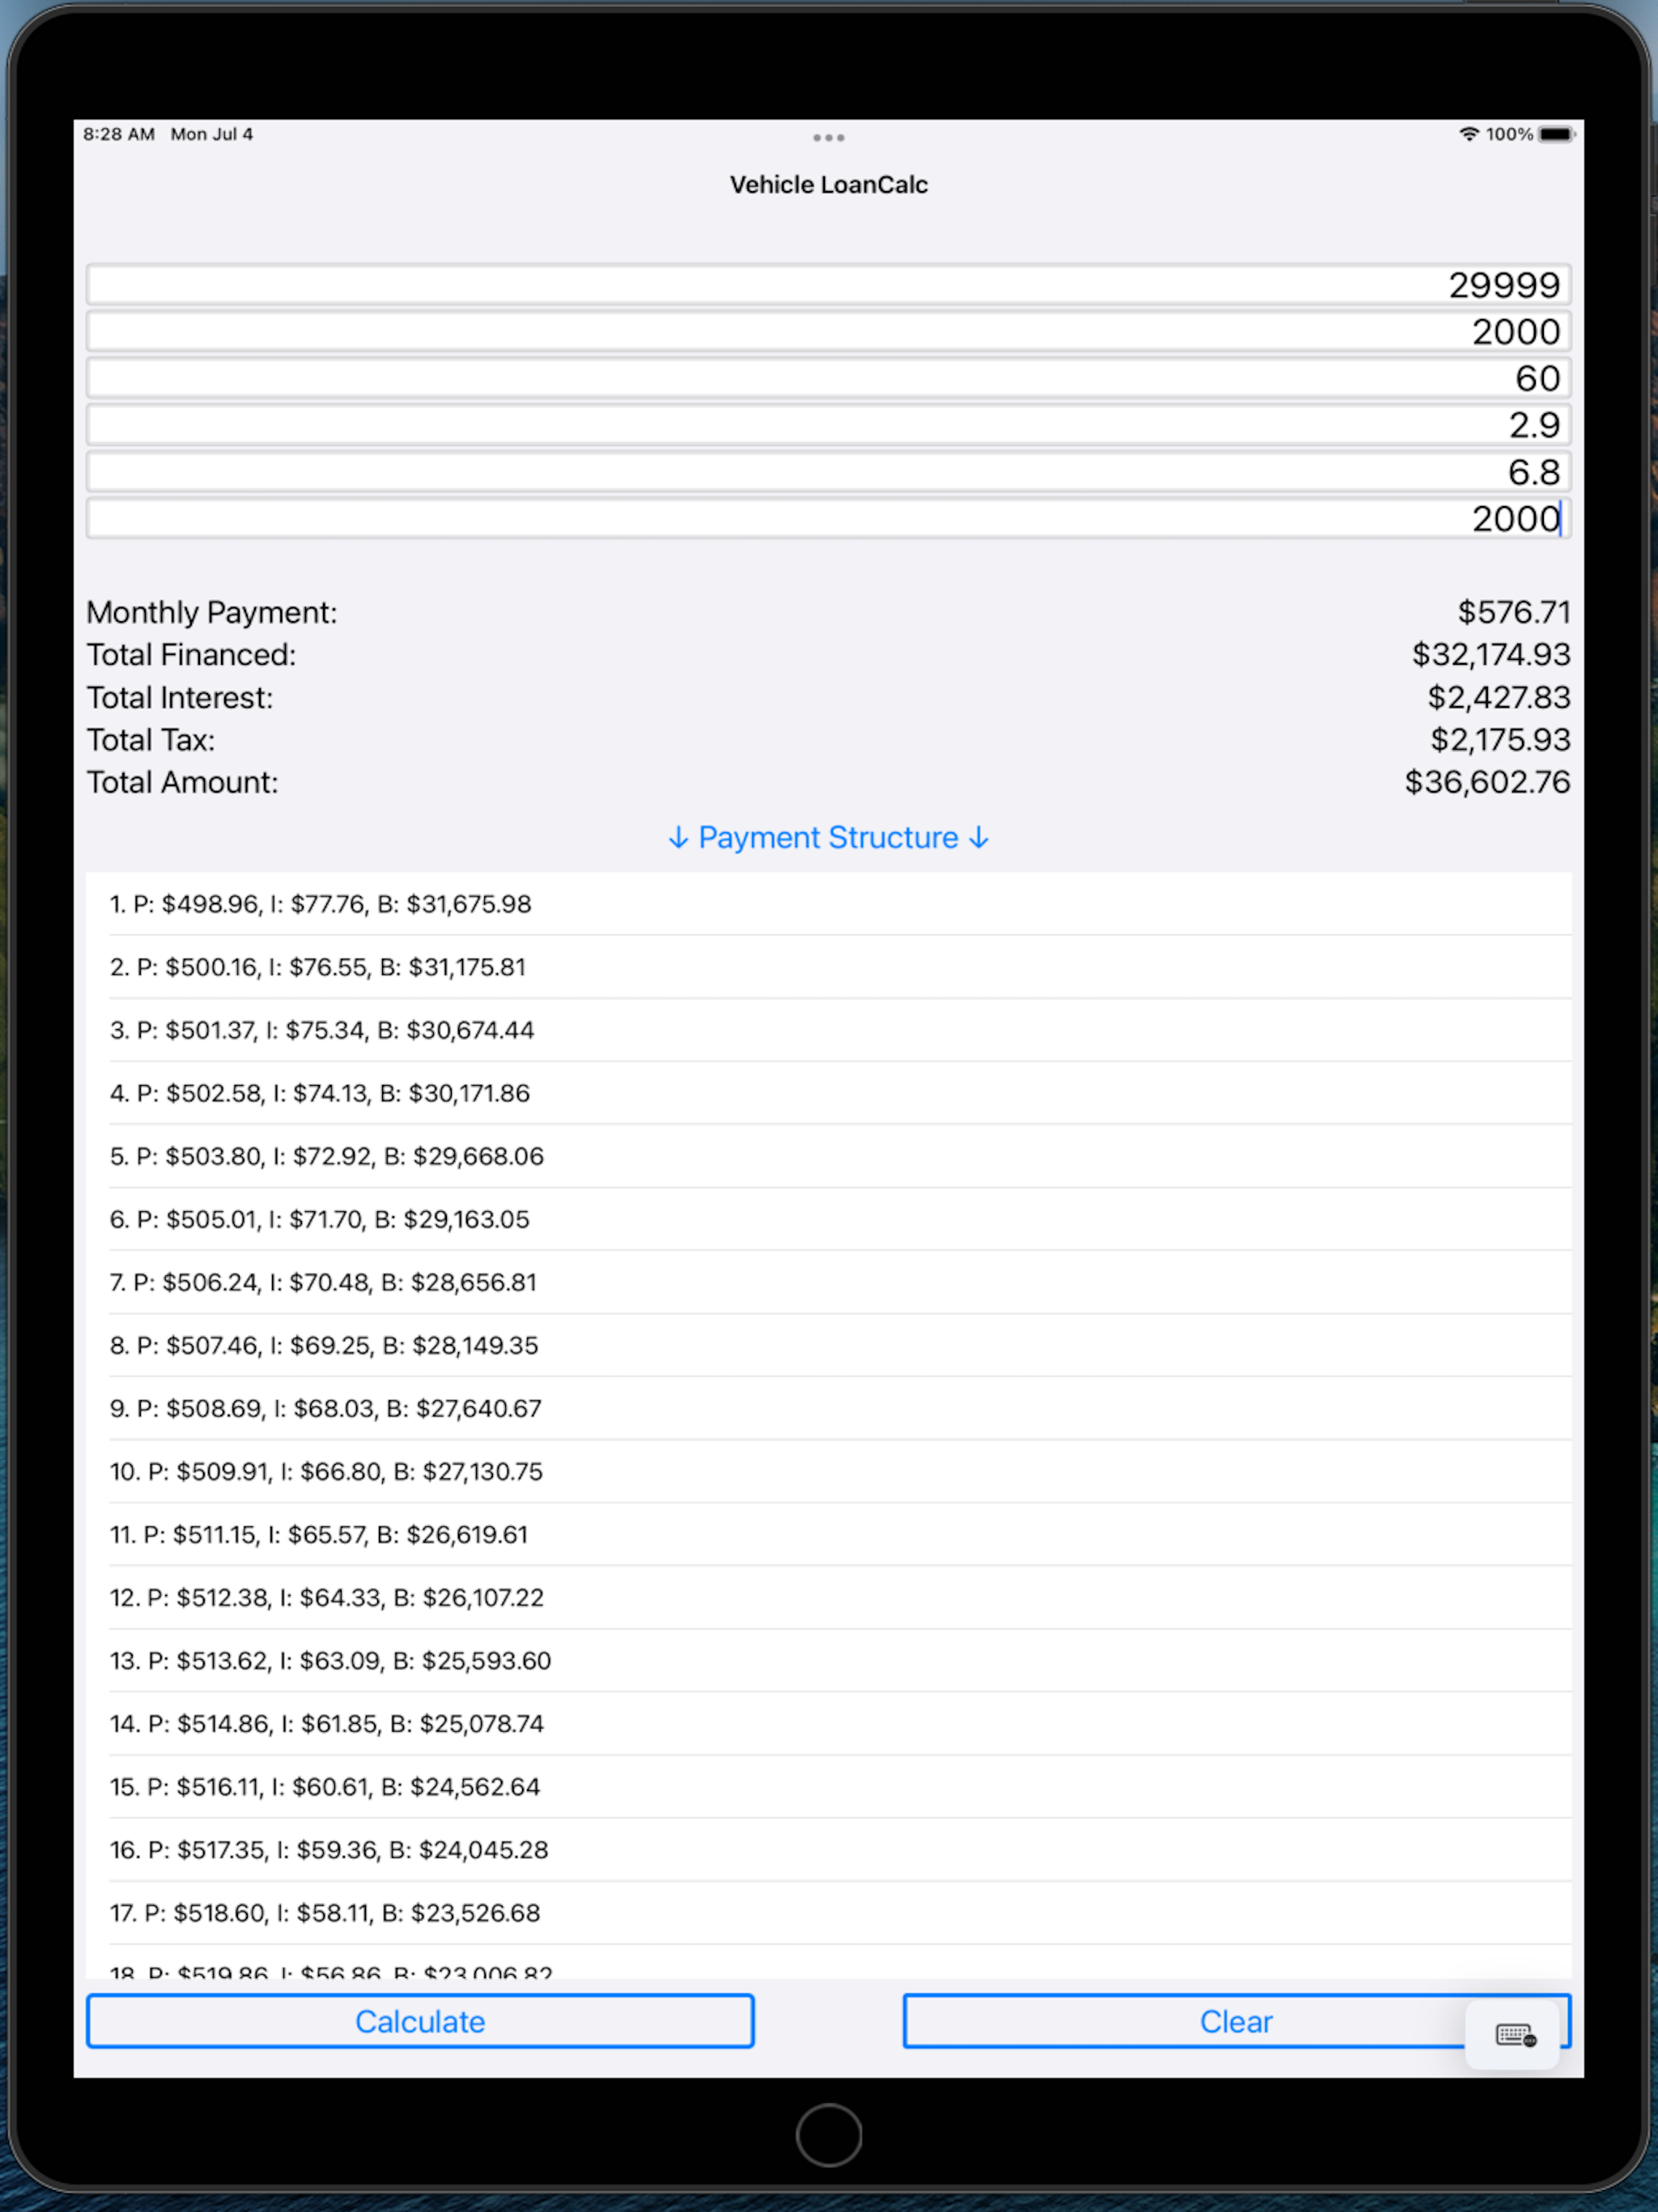 8:28 AM Mon Jul 4 100%
Vehicle LoanCalc
29999
2000
60
2.9
6.8
2000
Monthly Payment: $576.71
Total Financed: $32,174.93
Total Interest: $2,427.83
Total Tax: $2,175.93
Total Amount: $36,602.76
↓ Payment Structure ↓
1. P: $498.96, I: $77.76, B: $31,675.98
2. P: $500.16, I: $76.55, B: $31,175.81
3. P: $501.37, I: $75.34, B: $30,674.44
4. P: $502.58, I: $74.13, B: $30,171.86
5. P: $503.80, I: $72.92, B: $29,668.06
6. P: $505.01, I: $71.70, B: $29,163.05
7. P: $506.24, I: $70.48, B: $28,656.81
8. P: $507.46, I: $69.25, B: $28,149.35
9. P: $508.69, I: $68.03, B: $27,640.67
10. P: $509.91, I: $66.80, B: $27,130.75
11. P: $511.15, I: $65.57, B: $26,619.61
12. P: $512.38, I: $64.33, B: $26,107.22
13. P: $513.62, I: $63.09, B: $25,593.60
14. P: $514.86, I: $61.85, B: $25,078.74
15. P: $516.11, I: $60.61, B: $24,562.64
16. P: $517.35, I: $59.36, B: $24,045.28
17. P: $518.60, I: $58.11, B: $23,526.68
18. P: $519.86, I: $56.86, B: $23,006.82
Calculate Clear